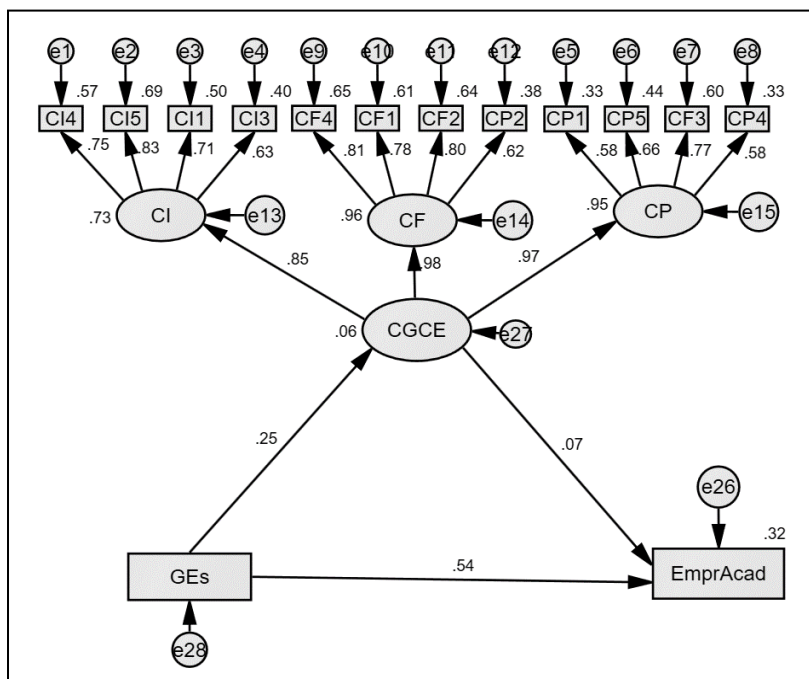 e1 e2 e3 e4 e9 e10 e11 e12 e5 e6 e7 e8
.57 .69 .50 .40 .65 .61 .64 .38 .33 .44 .60 .33
CI4 CI5 CI1 CI3 CF4 CF1 CF2 CP2 CP1 CP5 CF3 CP4
.75 .83 .71 .63 .81 .78 .80 .62 .58 .66 .77 .58
.73 CI e13 .96 CF e14 .95 CP e15
.85 .98 .97
.06 CGCE e27
.25 .07
e26
.32
GEs .54 EmprAcad
e28